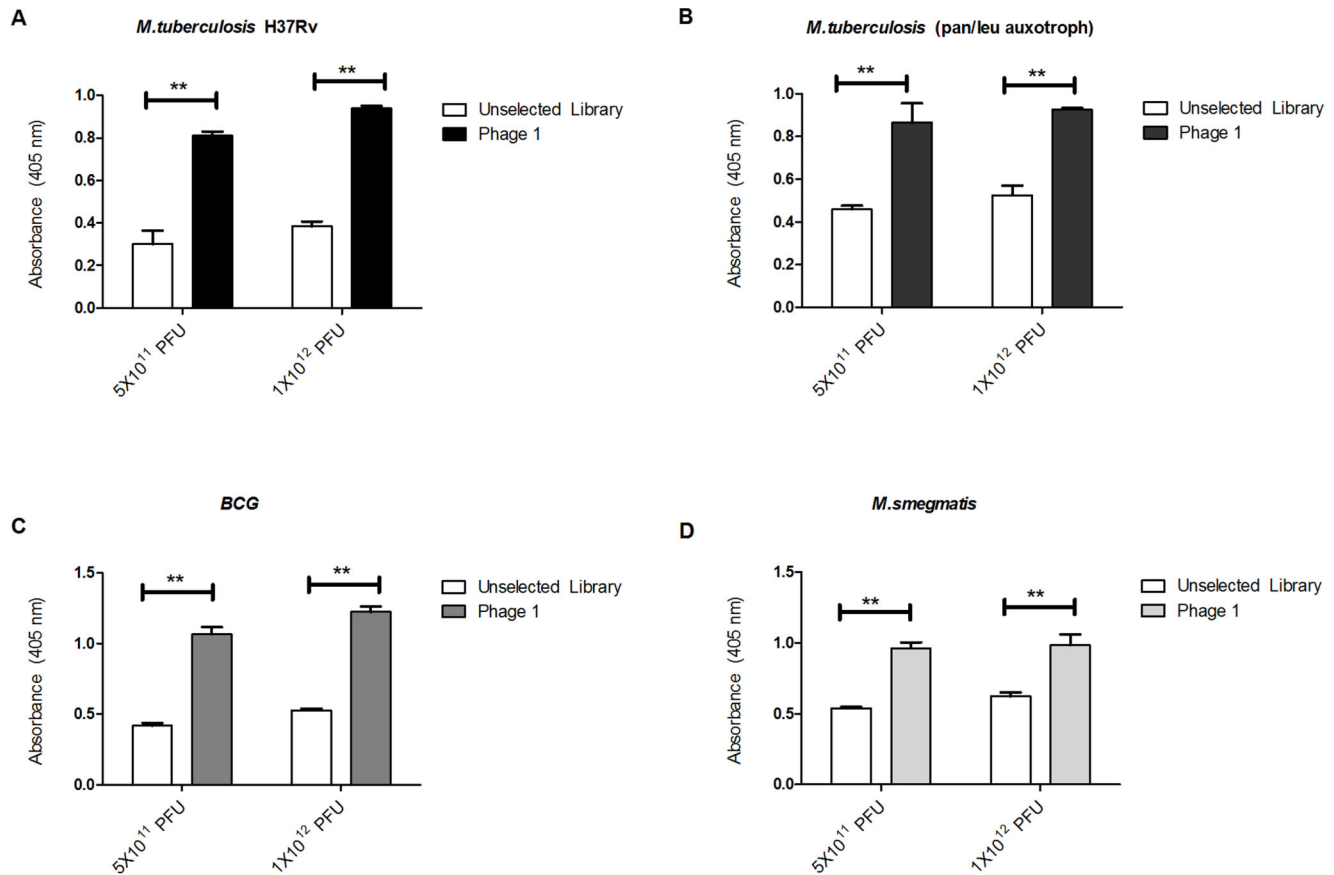 A
M.tuberculosis H37Rv
**
**
1.0
0.8
0.6
0.4
0.2
0.0
Absorbance (405 nm)
Unselected Library
Phage 1
5X10¹¹ PFU
1X10¹² PFU
B
M.tuberculosis (pan/leu auxotroph)
**
**
1.0
0.8
0.6
0.4
0.2
0.0
Absorbance (405 nm)
Unselected Library
Phage 1
5X10¹¹ PFU
1X10¹² PFU
C
BCG
**
**
1.5
1.0
0.5
0.0
Absorbance (405 nm)
Unselected Library
Phage 1
5X10¹¹ PFU
1X10¹² PFU
D
M.smegmatis
**
**
1.5
1.0
0.5
0.0
Absorbance (405 nm)
Unselected Library
Phage 1
5X10¹¹ PFU
1X10¹² PFU